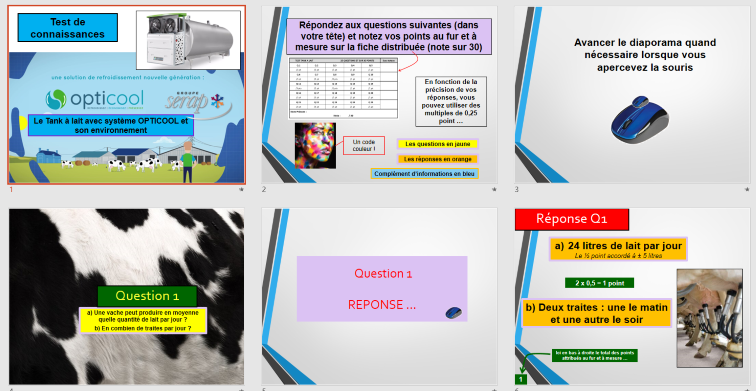 Test de
connaissances
une solution de refroidissement nouvelle génération :
opticool
GROUPE
serap
Le Tank à lait avec système OPTICOOL et
son environnement
1
Répondez aux questions suivantes (dans
votre tête) et notez vos points au fur et à
mesure sur la fiche distribuée (note sur 30)
En fonction de la
précision de vos
réponses, vous
pouvez utiliser des
multiples de 0,25
point ...
Un code
couleur !
Les questions en jaune
Les réponses en orange
Complément d'informations en bleu
2
Avancer le diaporama quand
nécessaire lorsque vous
apercevez la souris
3
Question 1
a) Une vache peut produire en moyenne
quelle quantité de lait par jour ?
b) En combien de traites par jour ?
Question 1
REPONSE ...
Réponse Q1
a) 24 litres de lait par jour
Le ½ point accordé à ± 5 litres
2 x 0,5 = 1 point
b) Deux traites : une le matin
et une autre le soir
Ici en bas à droite le total des points
attribués au fur et à mesure ...
1